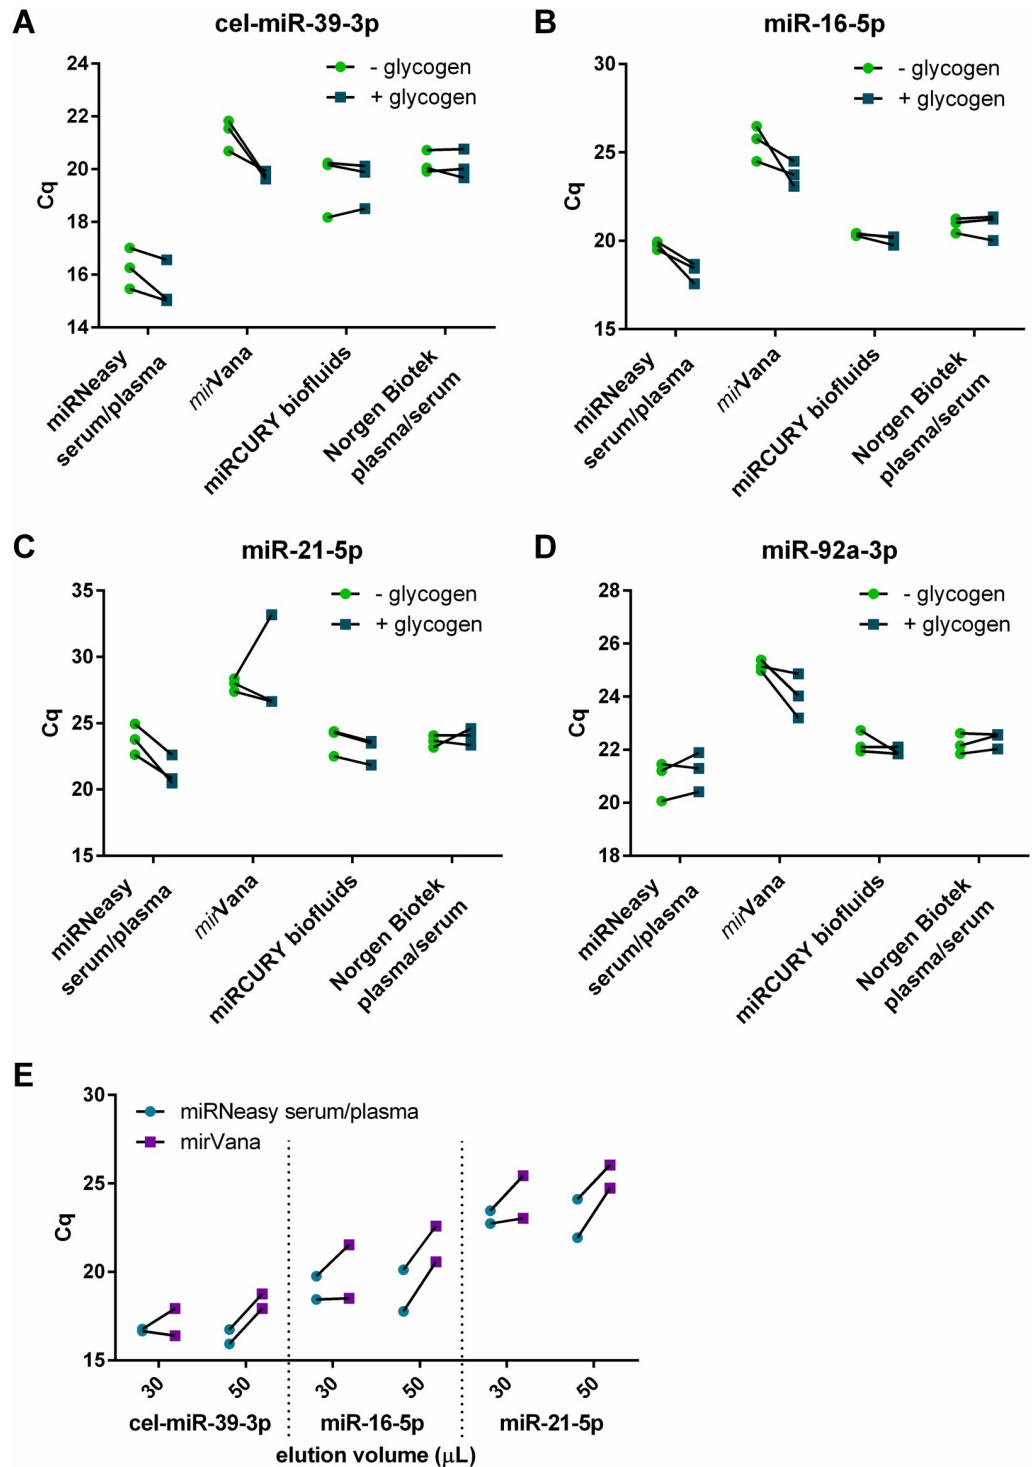 A
cel-miR-39-3p
24
22
20
18
16
14
Cq
- glycogen
+ glycogen
miRNeasy
serum/plasma
mirVana
miRCURY biofluids
Norgen Biotek
plasma/serum
B
miR-16-5p
30
25
20
15
Cq
- glycogen
+ glycogen
miRNeasy
serum/plasma
mirVana
miRCURY biofluids
Norgen Biotek
plasma/serum
C
miR-21-5p
35
30
25
20
15
Cq
- glycogen
+ glycogen
miRNeasy
serum/plasma
mirVana
miRCURY biofluids
Norgen Biotek
plasma/serum
D
miR-92a-3p
28
26
24
22
20
18
Cq
- glycogen
+ glycogen
miRNeasy
serum/plasma
mirVana
miRCURY biofluids
Norgen Biotek
plasma/serum
E
30
25
20
15
Cq
miRNeasy serum/plasma
mirVana
30 50 30 50 30 50
cel-miR-39-3p miR-16-5p miR-21-5p
elution volume (μL)